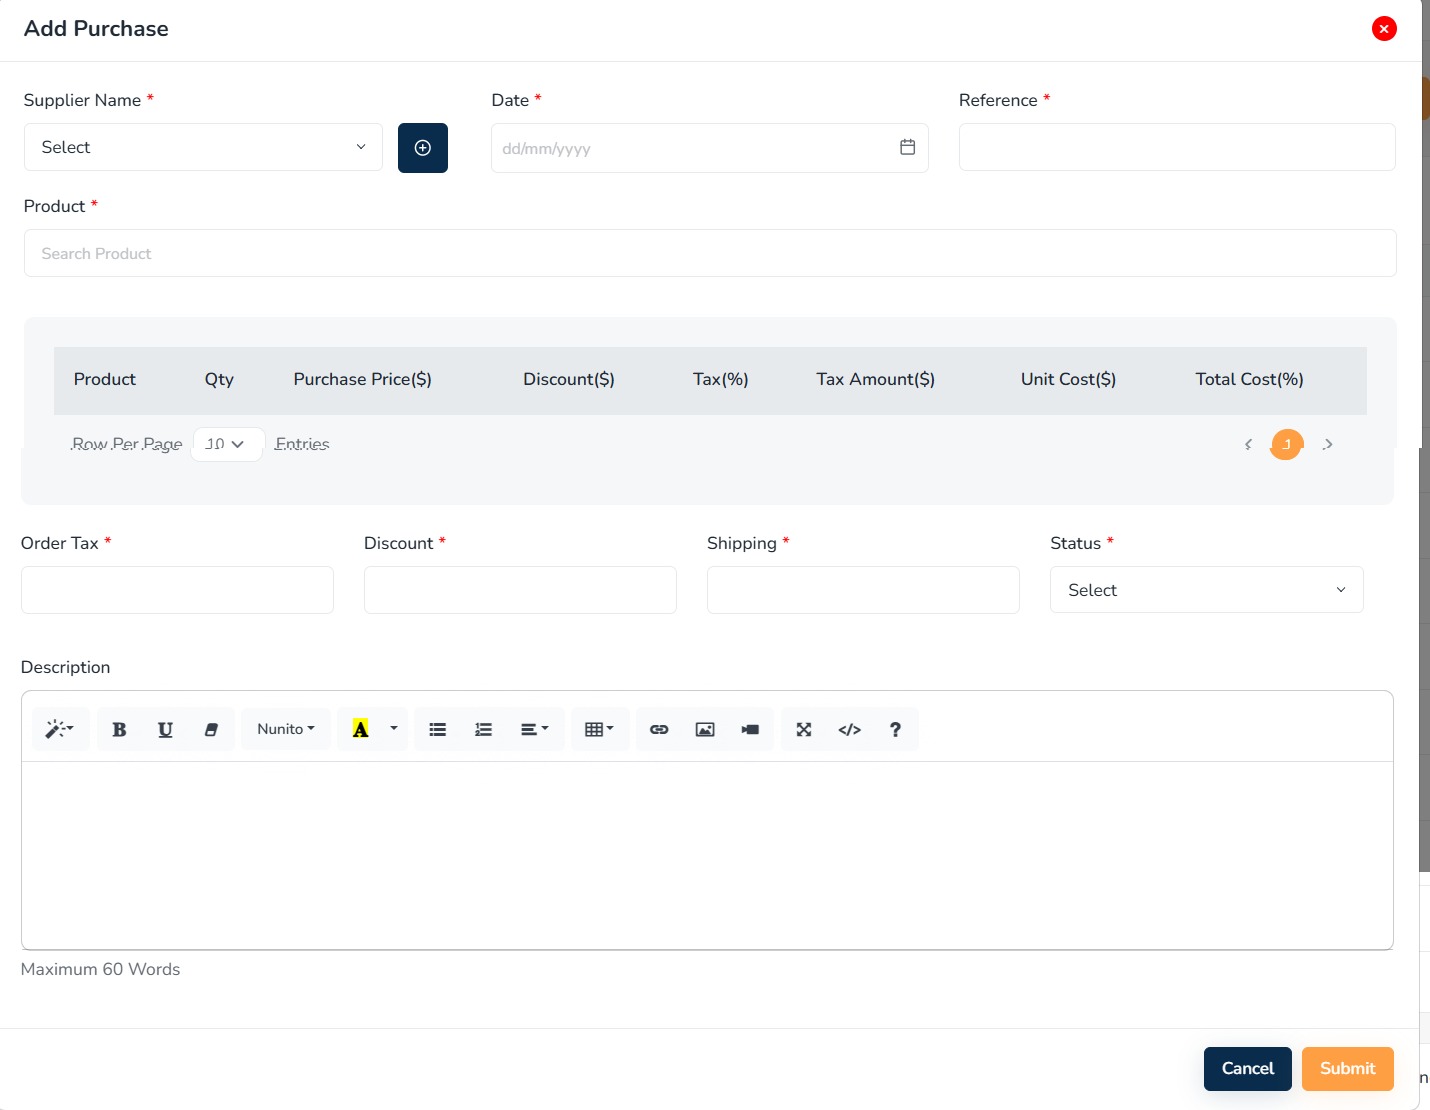 Add Purchase
Supplier Name * Date * Reference *
Select dd/mm/yyyy
Product *
Search Product
Product Qty Purchase Price($) Discount($) Tax(%) Tax Amount($) Unit Cost($) Total Cost(%)
Row Per Page 10 Entries 1
Order Tax * Discount * Shipping * Status *
Select
Description
B U Nunito A </> ?
Maximum 60 Words
Cancel Submit